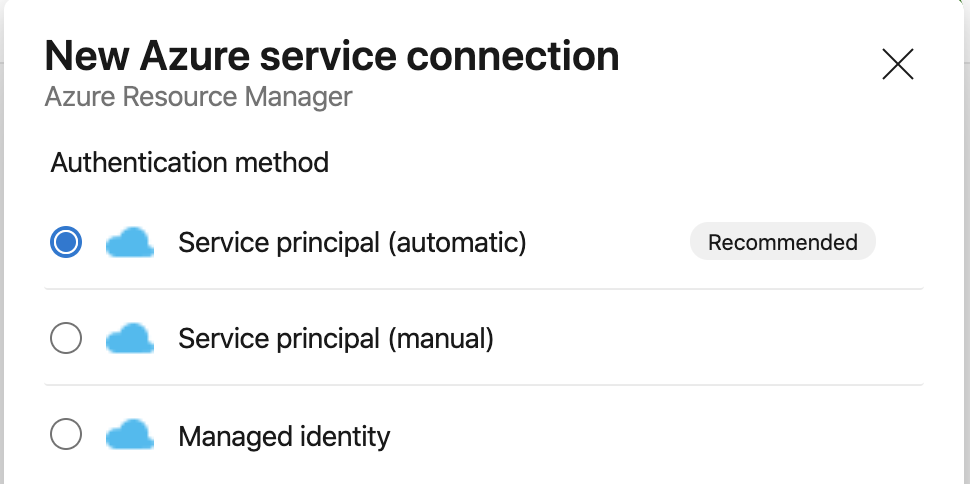 New Azure service connection
Azure Resource Manager
Authentication method
Service principal (automatic) Recommended
Service principal (manual)
Managed identity